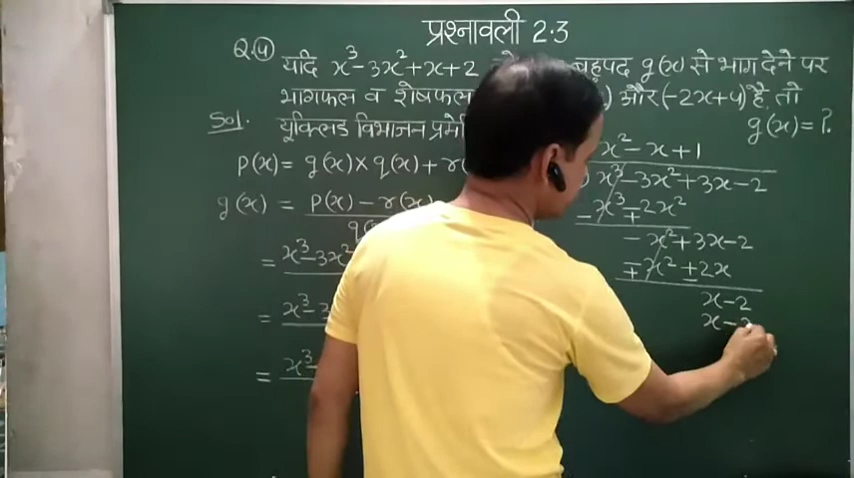 प्रश्नावली 2.3
Q.4 यदि x³-3x²+x+2 बहुपद g(x) से भाग देने पर
भागफल व शेषफल ) और (-2x+4) है. तो
g(x)=?
Sol. यूक्लिड विभाजन
p(x)= g(x)×q(x)+r(
g(x) = p(x)-r(x)
= x³-3x²
= x³-3
= x³-
x²-x+1
) x³-3x²+3x-2
-x³+-2x²
-x²+3x-2
∓x²±2x
x-2
x-2